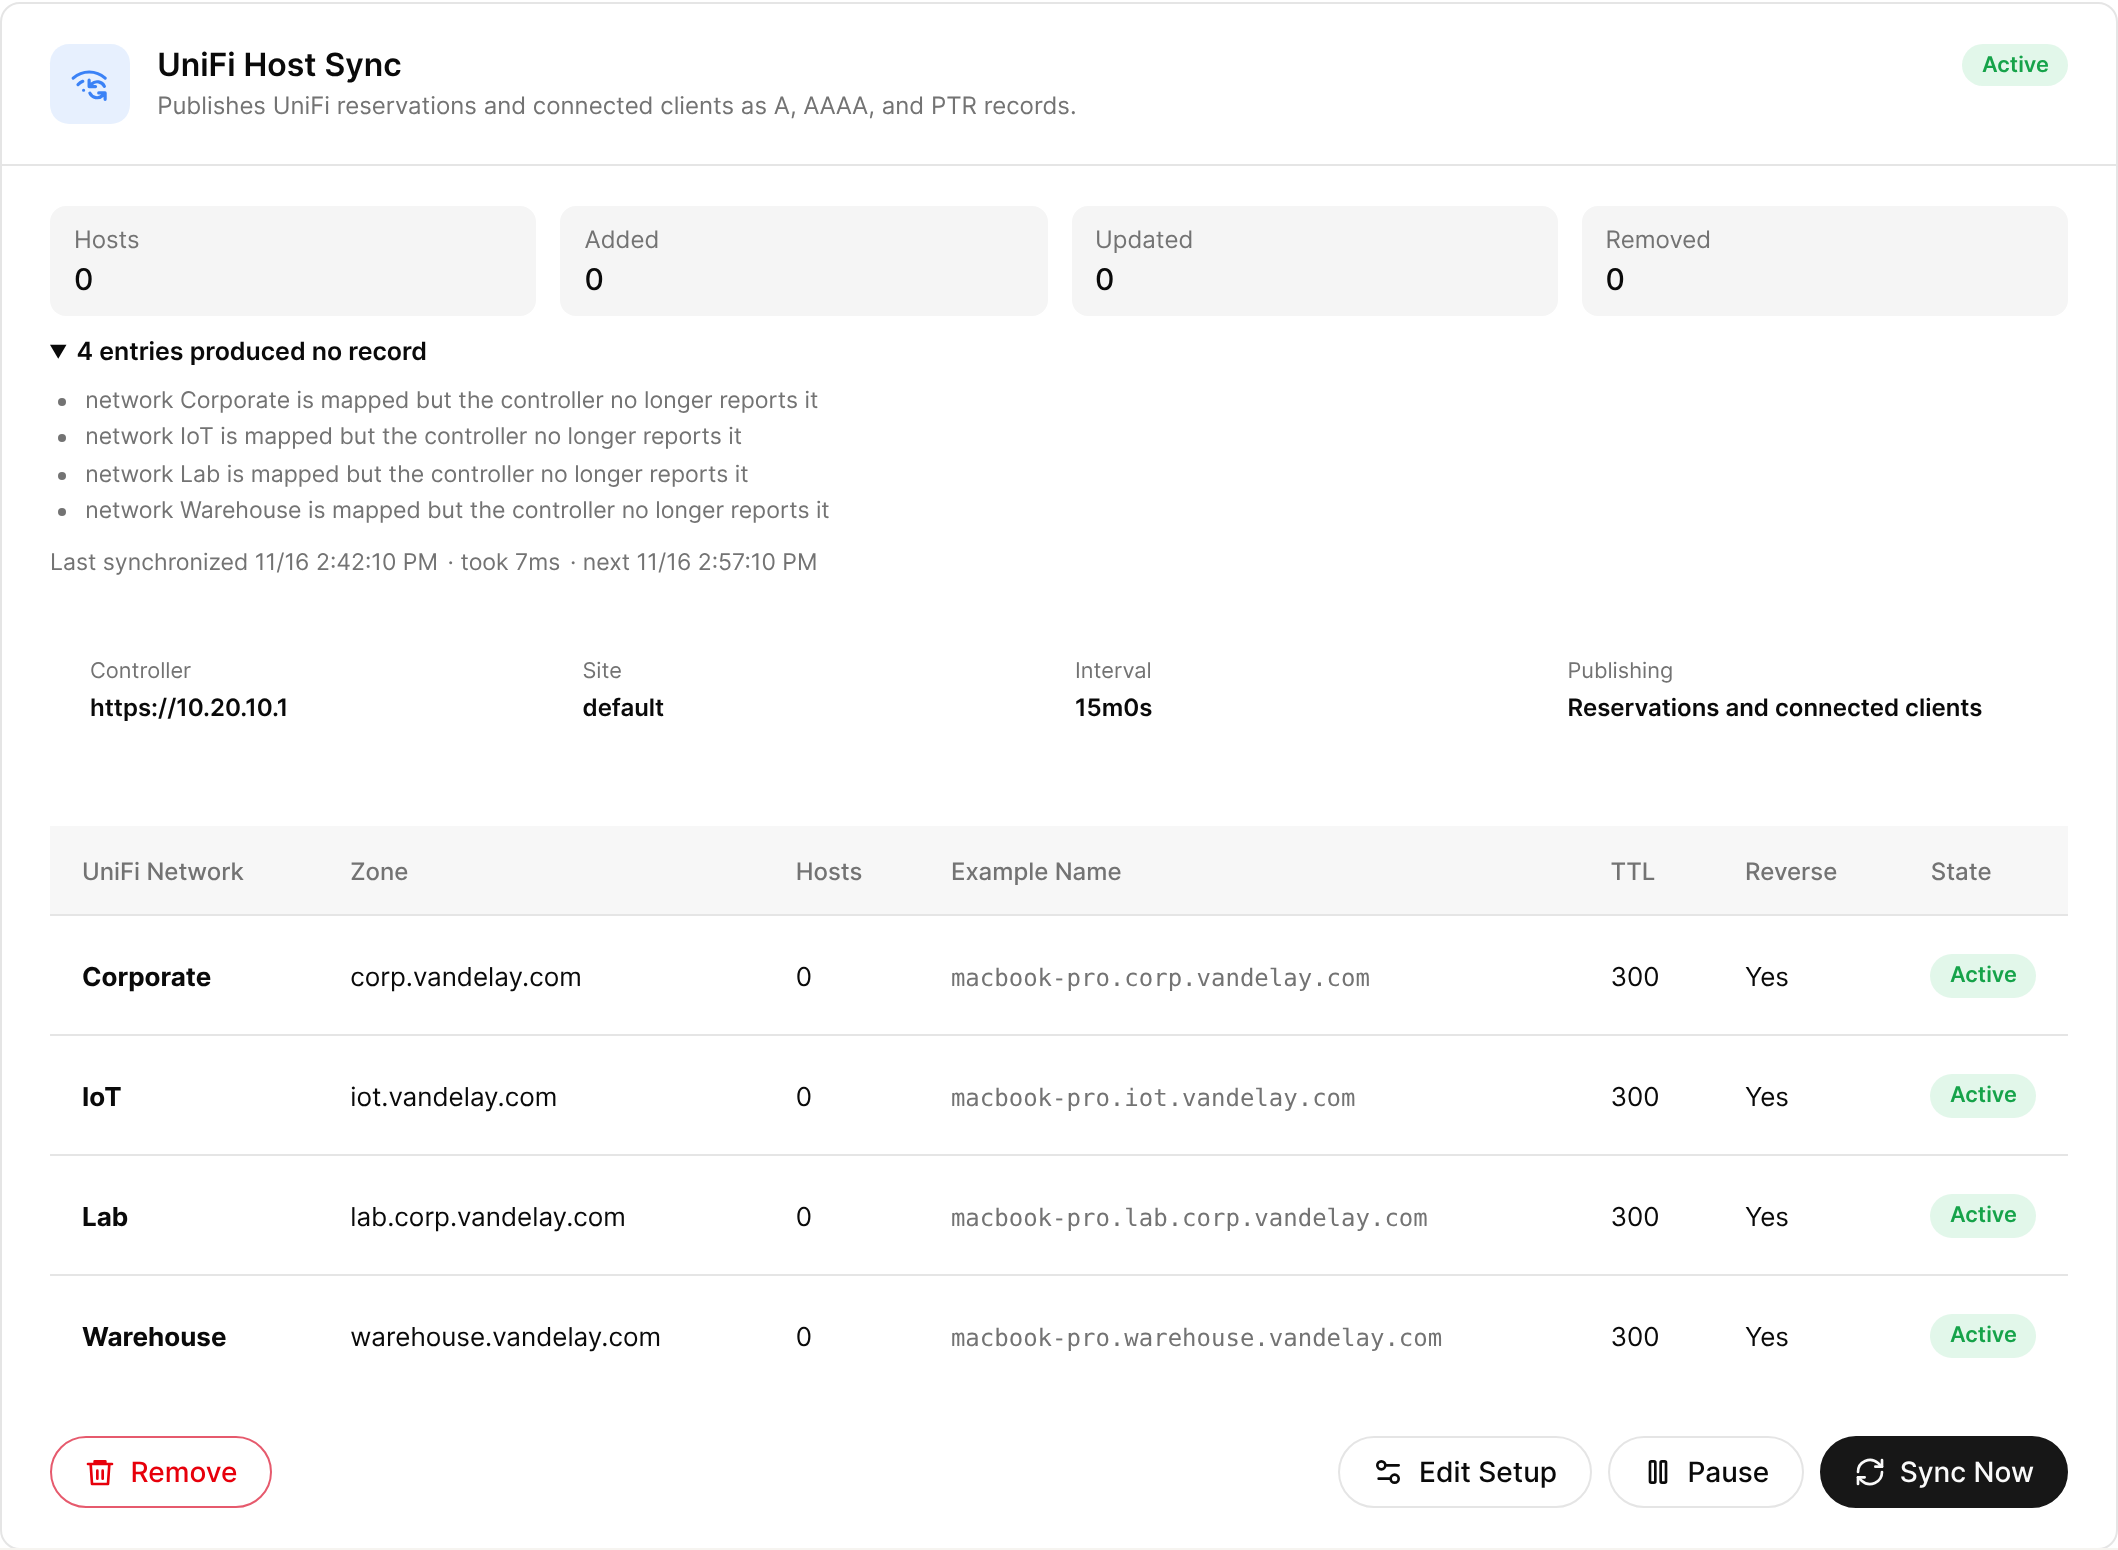 UniFi Host Sync
Active
Publishes UniFi reservations and connected clients as A, AAAA, and PTR records.
Hosts
0
Added
0
Updated
0
Removed
0
4 entries produced no record
network Corporate is mapped but the controller no longer reports it
network IoT is mapped but the controller no longer reports it
network Lab is mapped but the controller no longer reports it
network Warehouse is mapped but the controller no longer reports it
Last synchronized 11/16 2:42:10 PM · took 7ms · next 11/16 2:57:10 PM
Controller
https://10.20.10.1
Site
default
Interval
15m0s
Publishing
Reservations and connected clients
UniFi Network Zone Hosts Example Name TTL Reverse State
Corporate corp.vandelay.com 0 macbook-pro.corp.vandelay.com 300 Yes Active
IoT iot.vandelay.com 0 macbook-pro.iot.vandelay.com 300 Yes Active
Lab lab.corp.vandelay.com 0 macbook-pro.lab.corp.vandelay.com 300 Yes Active
Warehouse warehouse.vandelay.com 0 macbook-pro.warehouse.vandelay.com 300 Yes Active
Remove Edit Setup Pause Sync Now